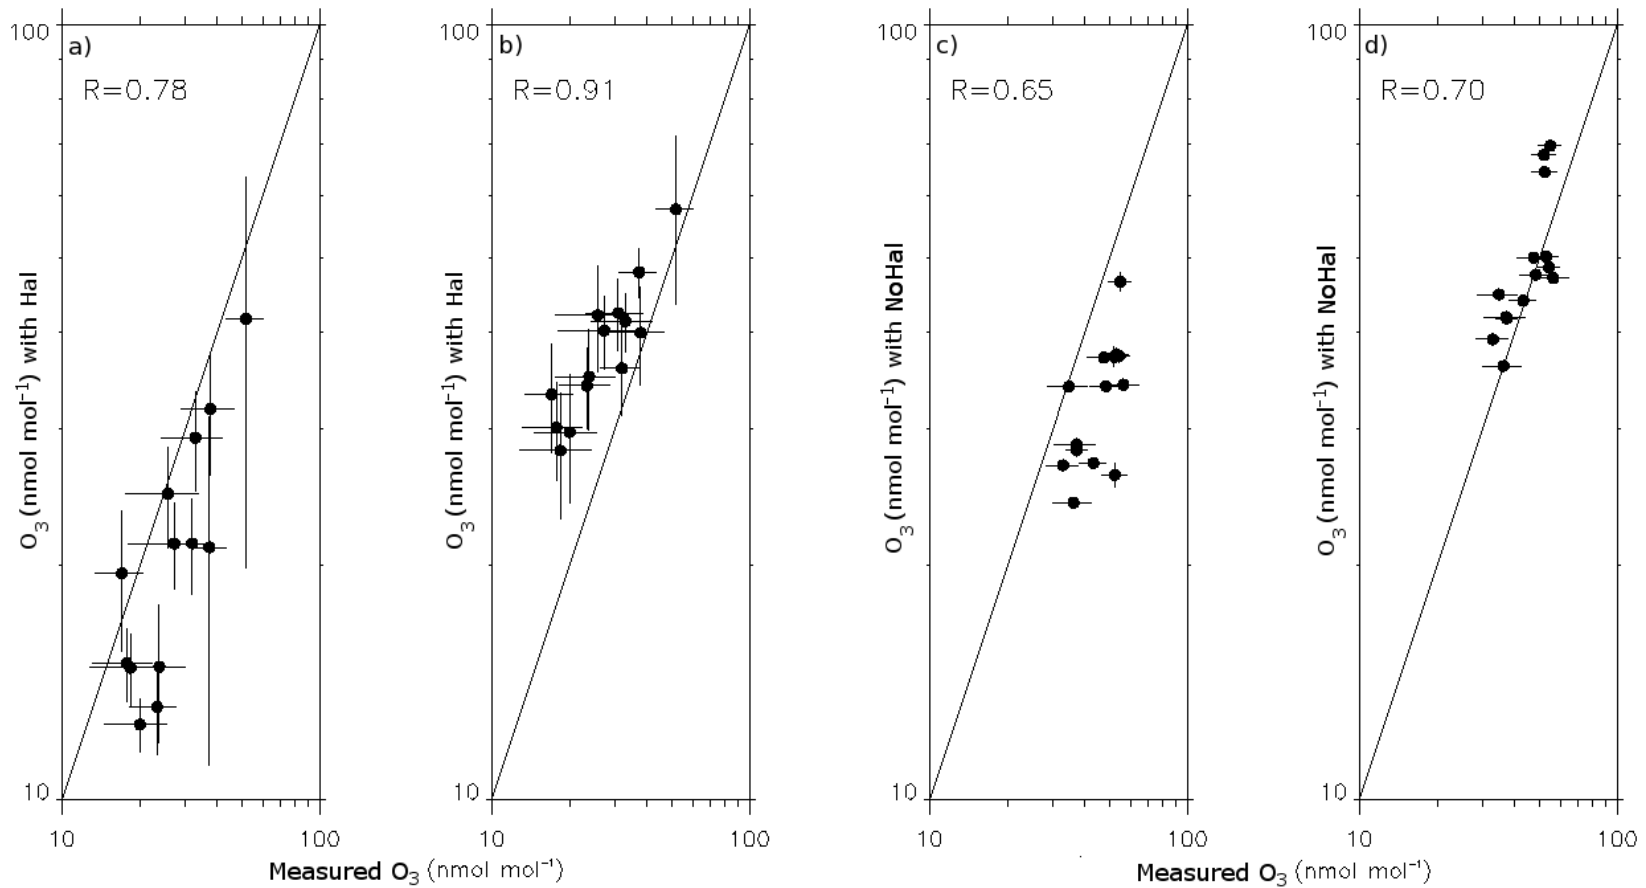 a)
R=0.78
100
10
10
100
O3 (nmol mol⁻¹) with Hal
b)
R=0.91
100
10
10
100
O3 (nmol mol⁻¹) with Hal
Measured O3 (nmol mol⁻¹)
c)
R=0.65
100
10
10
100
O3 (nmol mol⁻¹) with NoHal
d)
R=0.70
100
10
10
100
O3 (nmol mol⁻¹) with NoHal
Measured O3 (nmol mol⁻¹)